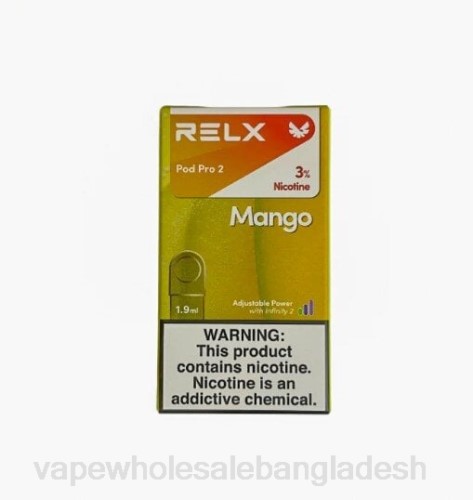 RELX
Pod Pro 2
3%
Nicotine
Mango
Adjustable Power
with Infinity 2
1.9ml
WARNING:
This product
contains nicotine.
Nicotine is an
addictive chemical.
vapewholesalebangladesh